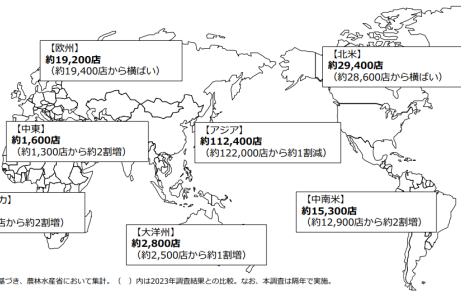 【欧州】
約19,200店
（約19,400店から横ばい）
【北米】
約29,400店
（約28,600店から横ばい）
【中東】
約1,600店
（約1,300店から約2割増）
【アジア】
約112,400店
（約122,000店から約1割減）
カ】
店
店から約2割増）
【中南米】
約15,300店
（約12,900店から約2割増）
【大洋州】
約2,800店
（約2,500店から約1割増）
基づき、農林水産省において集計。（　）内は2023年調査結果との比較。なお、本調査は隔年で実施。